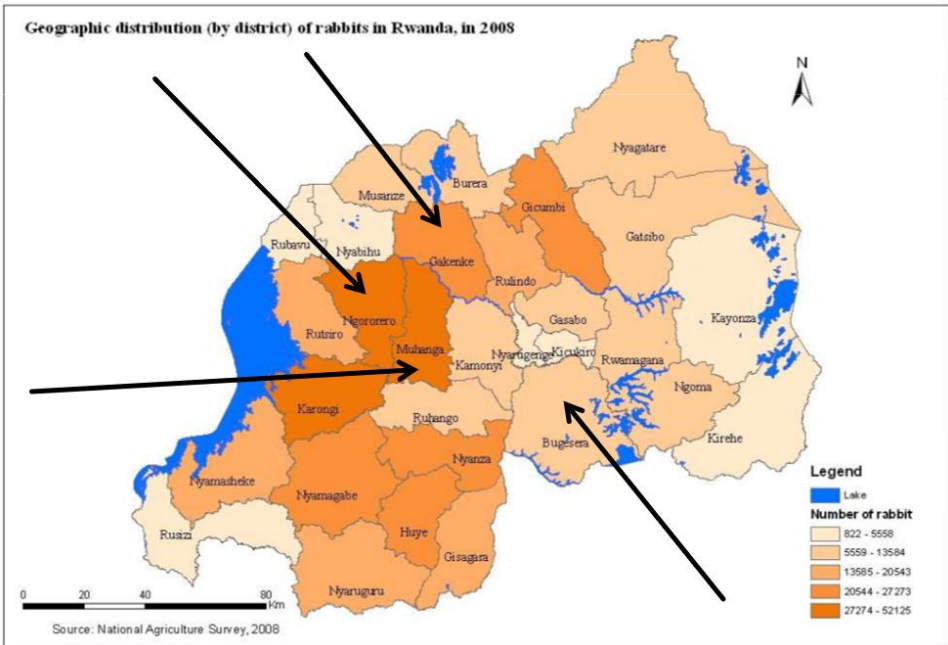 Geographic distribution (by district) of rabbits in Rwanda, in 2008
N
Nyagatare
Burera
Musanze
Gicumbi
Gatsibo
Rubavu
Nyabihu
Gakenke
Rulindo
Kayonza
Gasabo
Ngororero
Rutsiro
Muhanga
Nyarugenge
Kicukiro
Kamonyi
Rwamagana
Ngoma
Karongi
Ruhango
Bugesera
Kirehe
Nyanza
Nyamasheke
Nyamagabe
Huye
Rusizi
Gisagara
Nyaruguru
Legend
Lake
Number of rabbit
822 - 5558
5559 - 13584
13585 - 20543
20544 - 27273
27274 - 52125
0 20 40 80
Km
Source: National Agriculture Survey, 2008